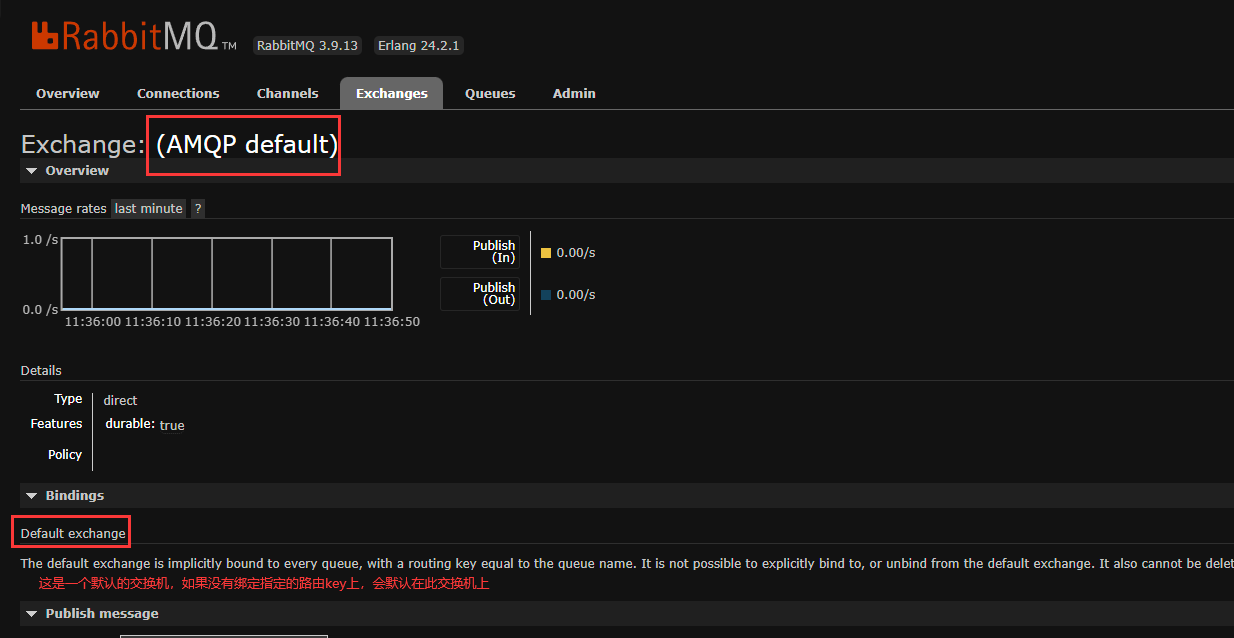 RabbitMQ TM RabbitMQ 3.9.13 Erlang 24.2.1
Overview Connections Channels Exchanges Queues Admin
Exchange: (AMQP default)
Overview
Message rates last minute ?
1.0 /s
0.0 /s
11:36:00 11:36:10 11:36:20 11:36:30 11:36:40 11:36:50
Publish
(In)
0.00/s
Publish
(Out)
0.00/s
Details
Type direct
Features durable: true
Policy
Bindings
Default exchange
The default exchange is implicitly bound to every queue, with a routing key equal to the queue name. It is not possible to explicitly bind to, or unbind from the default exchange. It also cannot be delet
这是一个默认的交换机，如果没有绑定指定的路由key上，会默认在此交换机上
Publish message